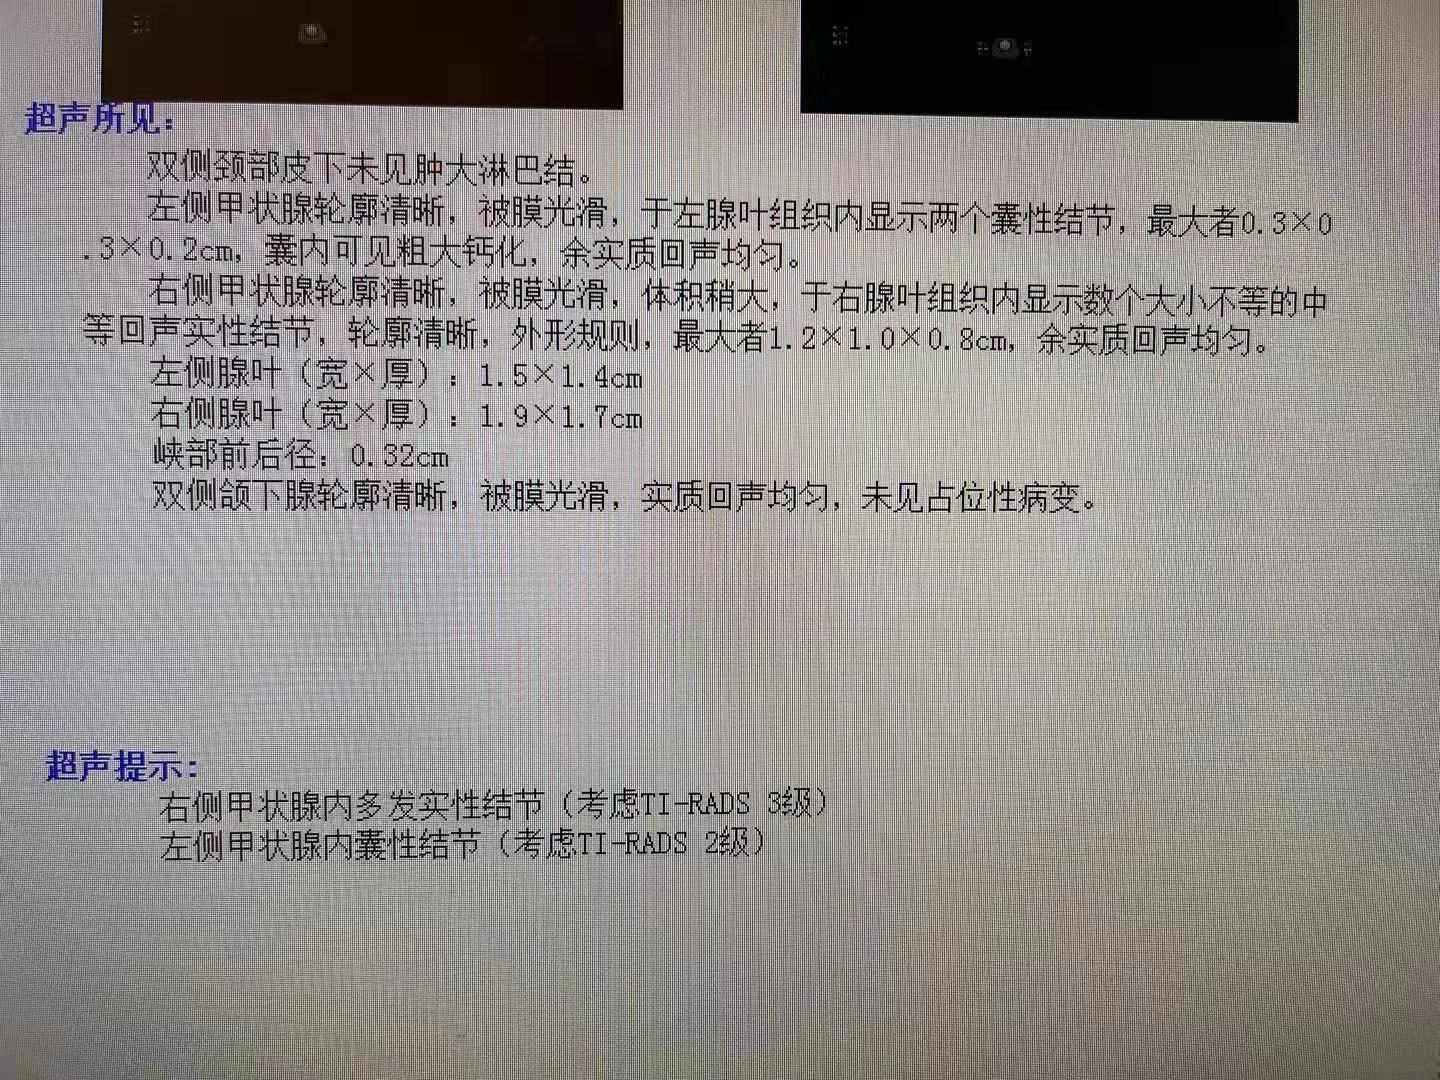 超声所见：
双侧颈部皮下未见肿大淋巴结。
左侧甲状腺轮廓清晰，被膜光滑，于左腺叶组织内显示两个囊性结节，最大者0.3×0
.3×0.2cm，囊内可见粗大钙化，余实质回声均匀。
右侧甲状腺轮廓清晰，被膜光滑，体积稍大，于右腺叶组织内显示数个大小不等的中
等回声实性结节，轮廓清晰，外形规则，最大者1.2×1.0×0.8cm，余实质回声均匀。
左侧腺叶（宽×厚）：1.5×1.4cm
右侧腺叶（宽×厚）：1.9×1.7cm
峡部前后径：0.32cm
双侧颌下腺轮廓清晰，被膜光滑，实质回声均匀，未见占位性病变。
超声提示：
右侧甲状腺内多发实性结节（考虑TI-RADS 3级）
左侧甲状腺内囊性结节（考虑TI-RADS 2级）